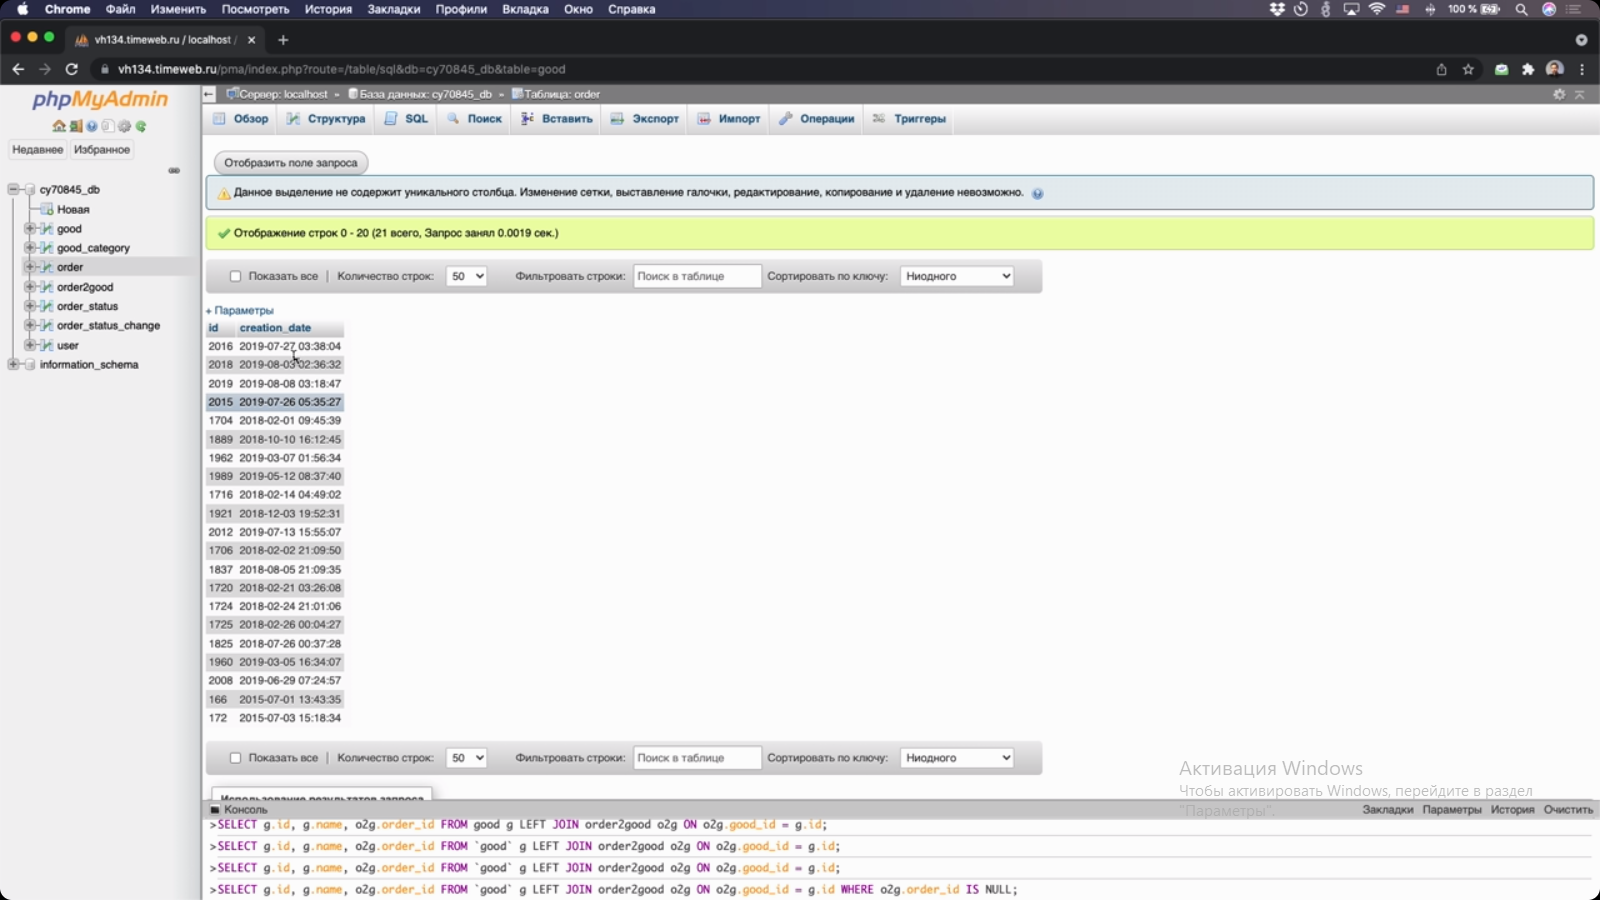 Chrome Файл Изменить Посмотреть История Закладки Профили Вкладка Окно Справка 100 %
vh134.timeweb.ru / localhost /
vh134.timeweb.ru/pma/index.php?route=/table/sql&db=cy70845_db&table=good
phpMyAdmin
Недавнее Избранное
cy70845_db
Новая
good
good_category
order
order2good
order_status
order_status_change
user
information_schema
Сервер: localhost » База данных: cy70845_db » Таблица: order
Обзор Структура SQL Поиск Вставить Экспорт Импорт Операции Триггеры
Отобразить поле запроса
Данное выделение не содержит уникального столбца. Изменение сетки, выставление галочки, редактирование, копирование и удаление невозможно.
Отображение строк 0 - 20 (21 всего, Запрос занял 0.0019 сек.)
Показать все | Количество строк: 50 Фильтровать строки: Поиск в таблице Сортировать по ключу: Ниодного
+ Параметры
id creation_date
2016 2019-07-27 03:38:04
2018 2019-08-03 02:36:32
2019 2019-08-08 03:18:47
2015 2019-07-26 05:35:27
1704 2018-02-01 09:45:39
1889 2018-10-10 16:12:45
1962 2019-03-07 01:56:34
1989 2019-05-12 08:37:40
1716 2018-02-14 04:49:02
1921 2018-12-03 19:52:31
2012 2019-07-13 15:55:07
1706 2018-02-02 21:09:50
1837 2018-08-05 21:09:35
1720 2018-02-21 03:26:08
1724 2018-02-24 21:01:06
1725 2018-02-26 00:04:27
1825 2018-07-26 00:37:28
1960 2019-03-05 16:34:07
2008 2019-06-29 07:24:57
166 2015-07-01 13:43:35
172 2015-07-03 15:18:34
Показать все | Количество строк: 50 Фильтровать строки: Поиск в таблице Сортировать по ключу: Ниодного
Использование результатов запроса
Активация Windows
Чтобы активировать Windows, перейдите в раздел
"Параметры".
Консоль Закладки Параметры История Очистить
>SELECT g.id, g.name, o2g.order_id FROM good g LEFT JOIN order2good o2g ON o2g.good_id = g.id;
>SELECT g.id, g.name, o2g.order_id FROM `good` g LEFT JOIN order2good o2g ON o2g.good_id = g.id;
>SELECT g.id, g.name, o2g.order_id FROM `good` g LEFT JOIN order2good o2g ON o2g.good_id = g.id;
>SELECT g.id, g.name, o2g.order_id FROM `good` g LEFT JOIN order2good o2g ON o2g.good_id = g.id WHERE o2g.order_id IS NULL;